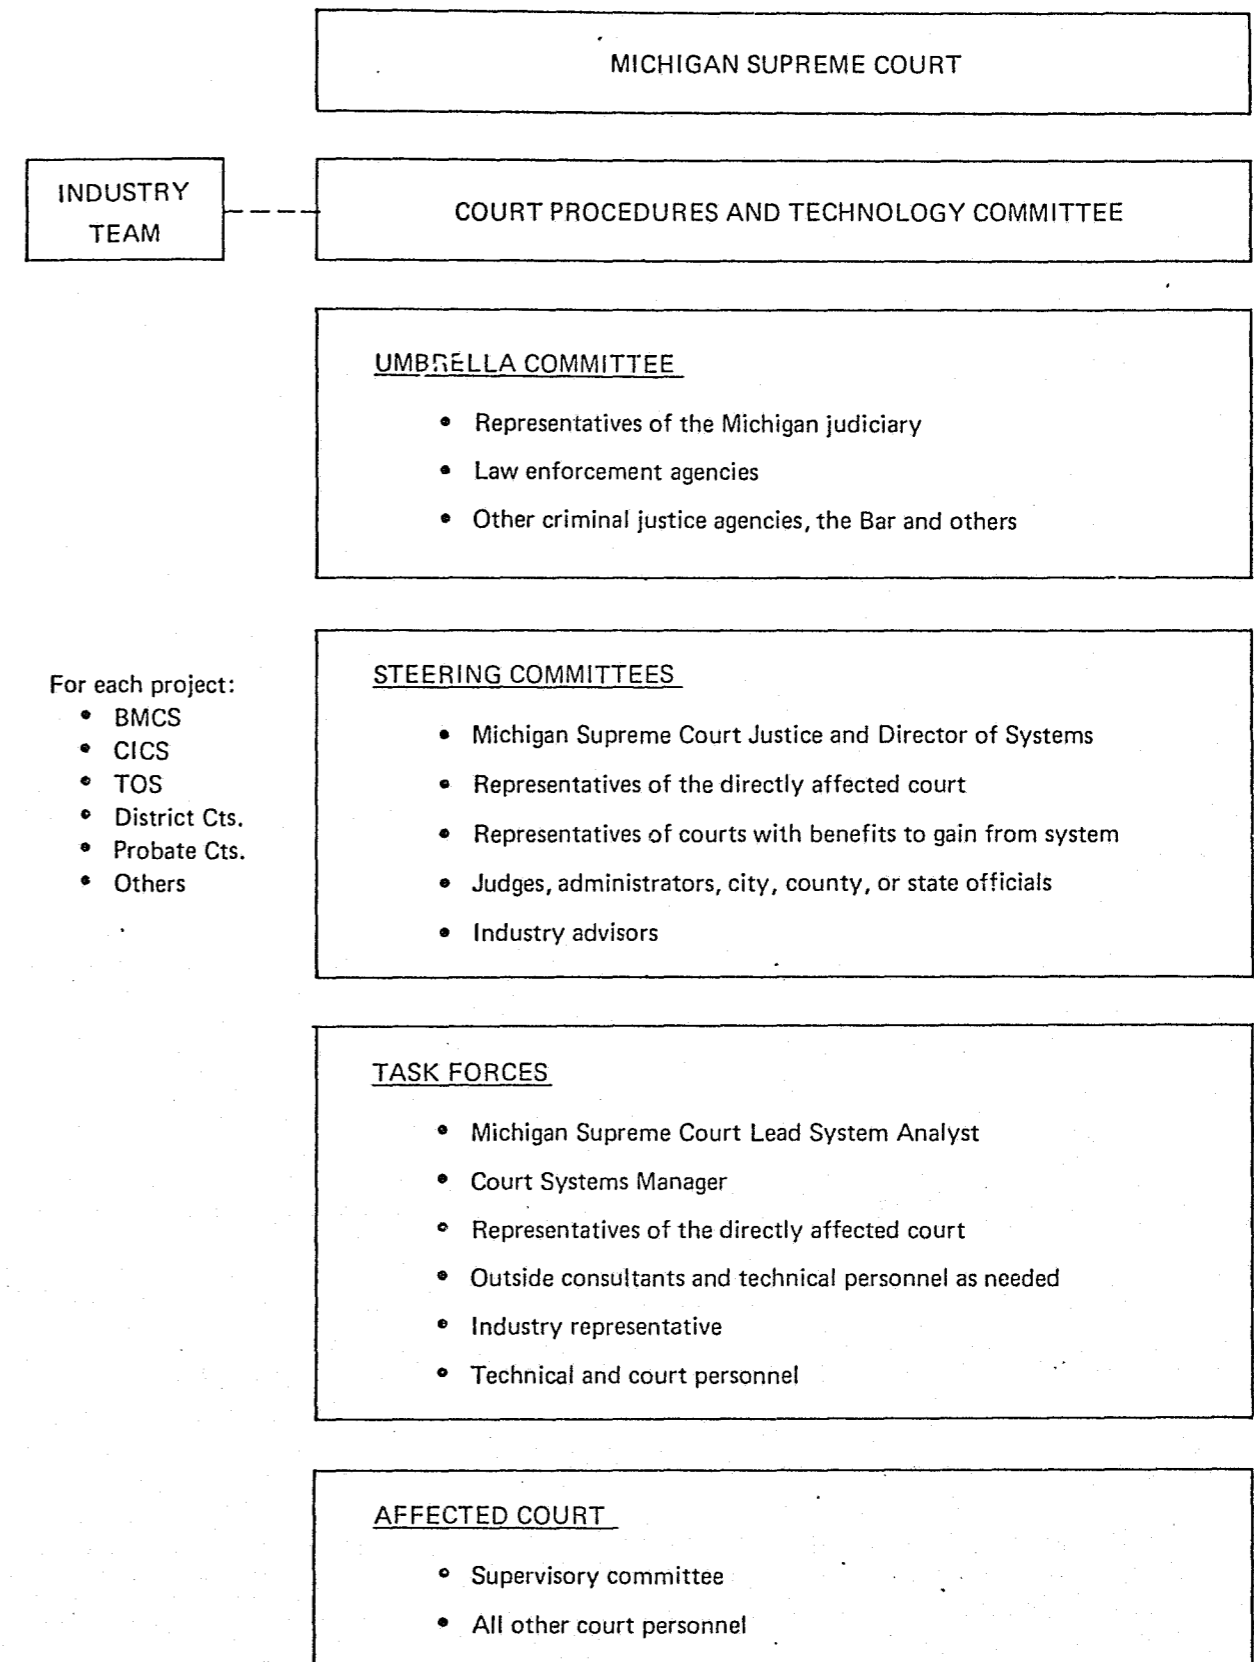 MICHIGAN SUPREME COURT
INDUSTRY
TEAM
COURT PROCEDURES AND TECHNOLOGY COMMITTEE
UMBRELLA COMMITTEE
• Representatives of the Michigan judiciary
• Law enforcement agencies
• Other criminal justice agencies, the Bar and others
For each project:
• BMCS
• CICS
• TOS
• District Cts.
• Probate Cts.
• Others
STEERING COMMITTEES
• Michigan Supreme Court Justice and Director of Systems
• Representatives of the directly affected court
• Representatives of courts with benefits to gain from system
• Judges, administrators, city, county, or state officials
• Industry advisors
TASK FORCES
• Michigan Supreme Court Lead System Analyst
• Court Systems Manager
• Representatives of the directly affected court
• Outside consultants and technical personnel as needed
• Industry representative
• Technical and court personnel
AFFECTED COURT
• Supervisory committee
• All other court personnel